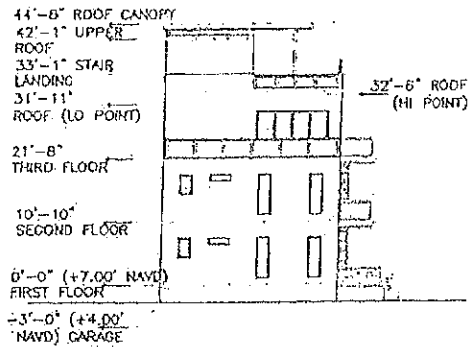 44'-8" ROOF CANOPY
42'-1" UPPER
ROOF
33'-1" STAIR
LANDING
31'-11"
ROOF (LO POINT)
32'-6" ROOF
(HI POINT)
21'-8"
THIRD FLOOR
10'-10"
SECOND FLOOR
0'-0" (+7.00' NAVD)
FIRST FLOOR
-3'-0" (+4.00'
NAVD) GARAGE